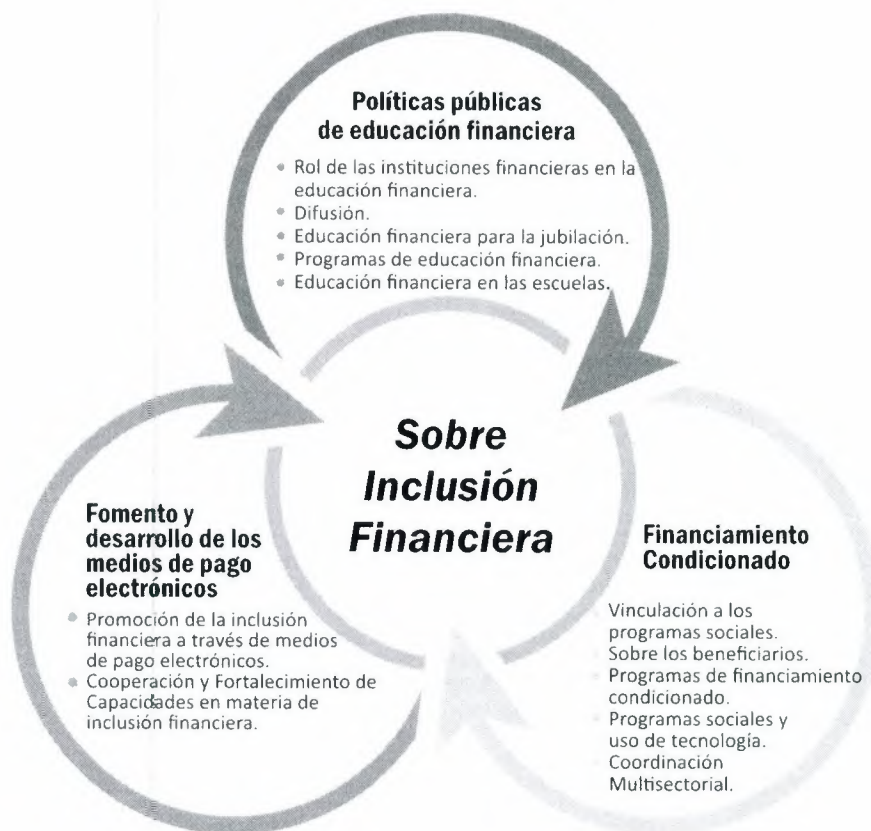 Políticas públicas
de educación financiera
Rol de las instituciones financieras en la
educación financiera.
Difusión.
Educación financiera para la jubilación.
Programas de educación financiera.
Educación financiera en las escuelas.
Sobre
Inclusión
Financiera
Fomento y
desarrollo de los
medios de pago
electrónicos
Promoción de la inclusión
financiera a través de medios
de pago electrónicos.
Cooperación y Fortalecimiento de
Capacidades en materia de
inclusión financiera.
Financiamiento
Condicionado
Vinculación a los
programas sociales.
Sobre los beneficiarios.
Programas de financiamiento
condicionado.
Programas sociales y
uso de tecnología.
Coordinación
Multisectorial.